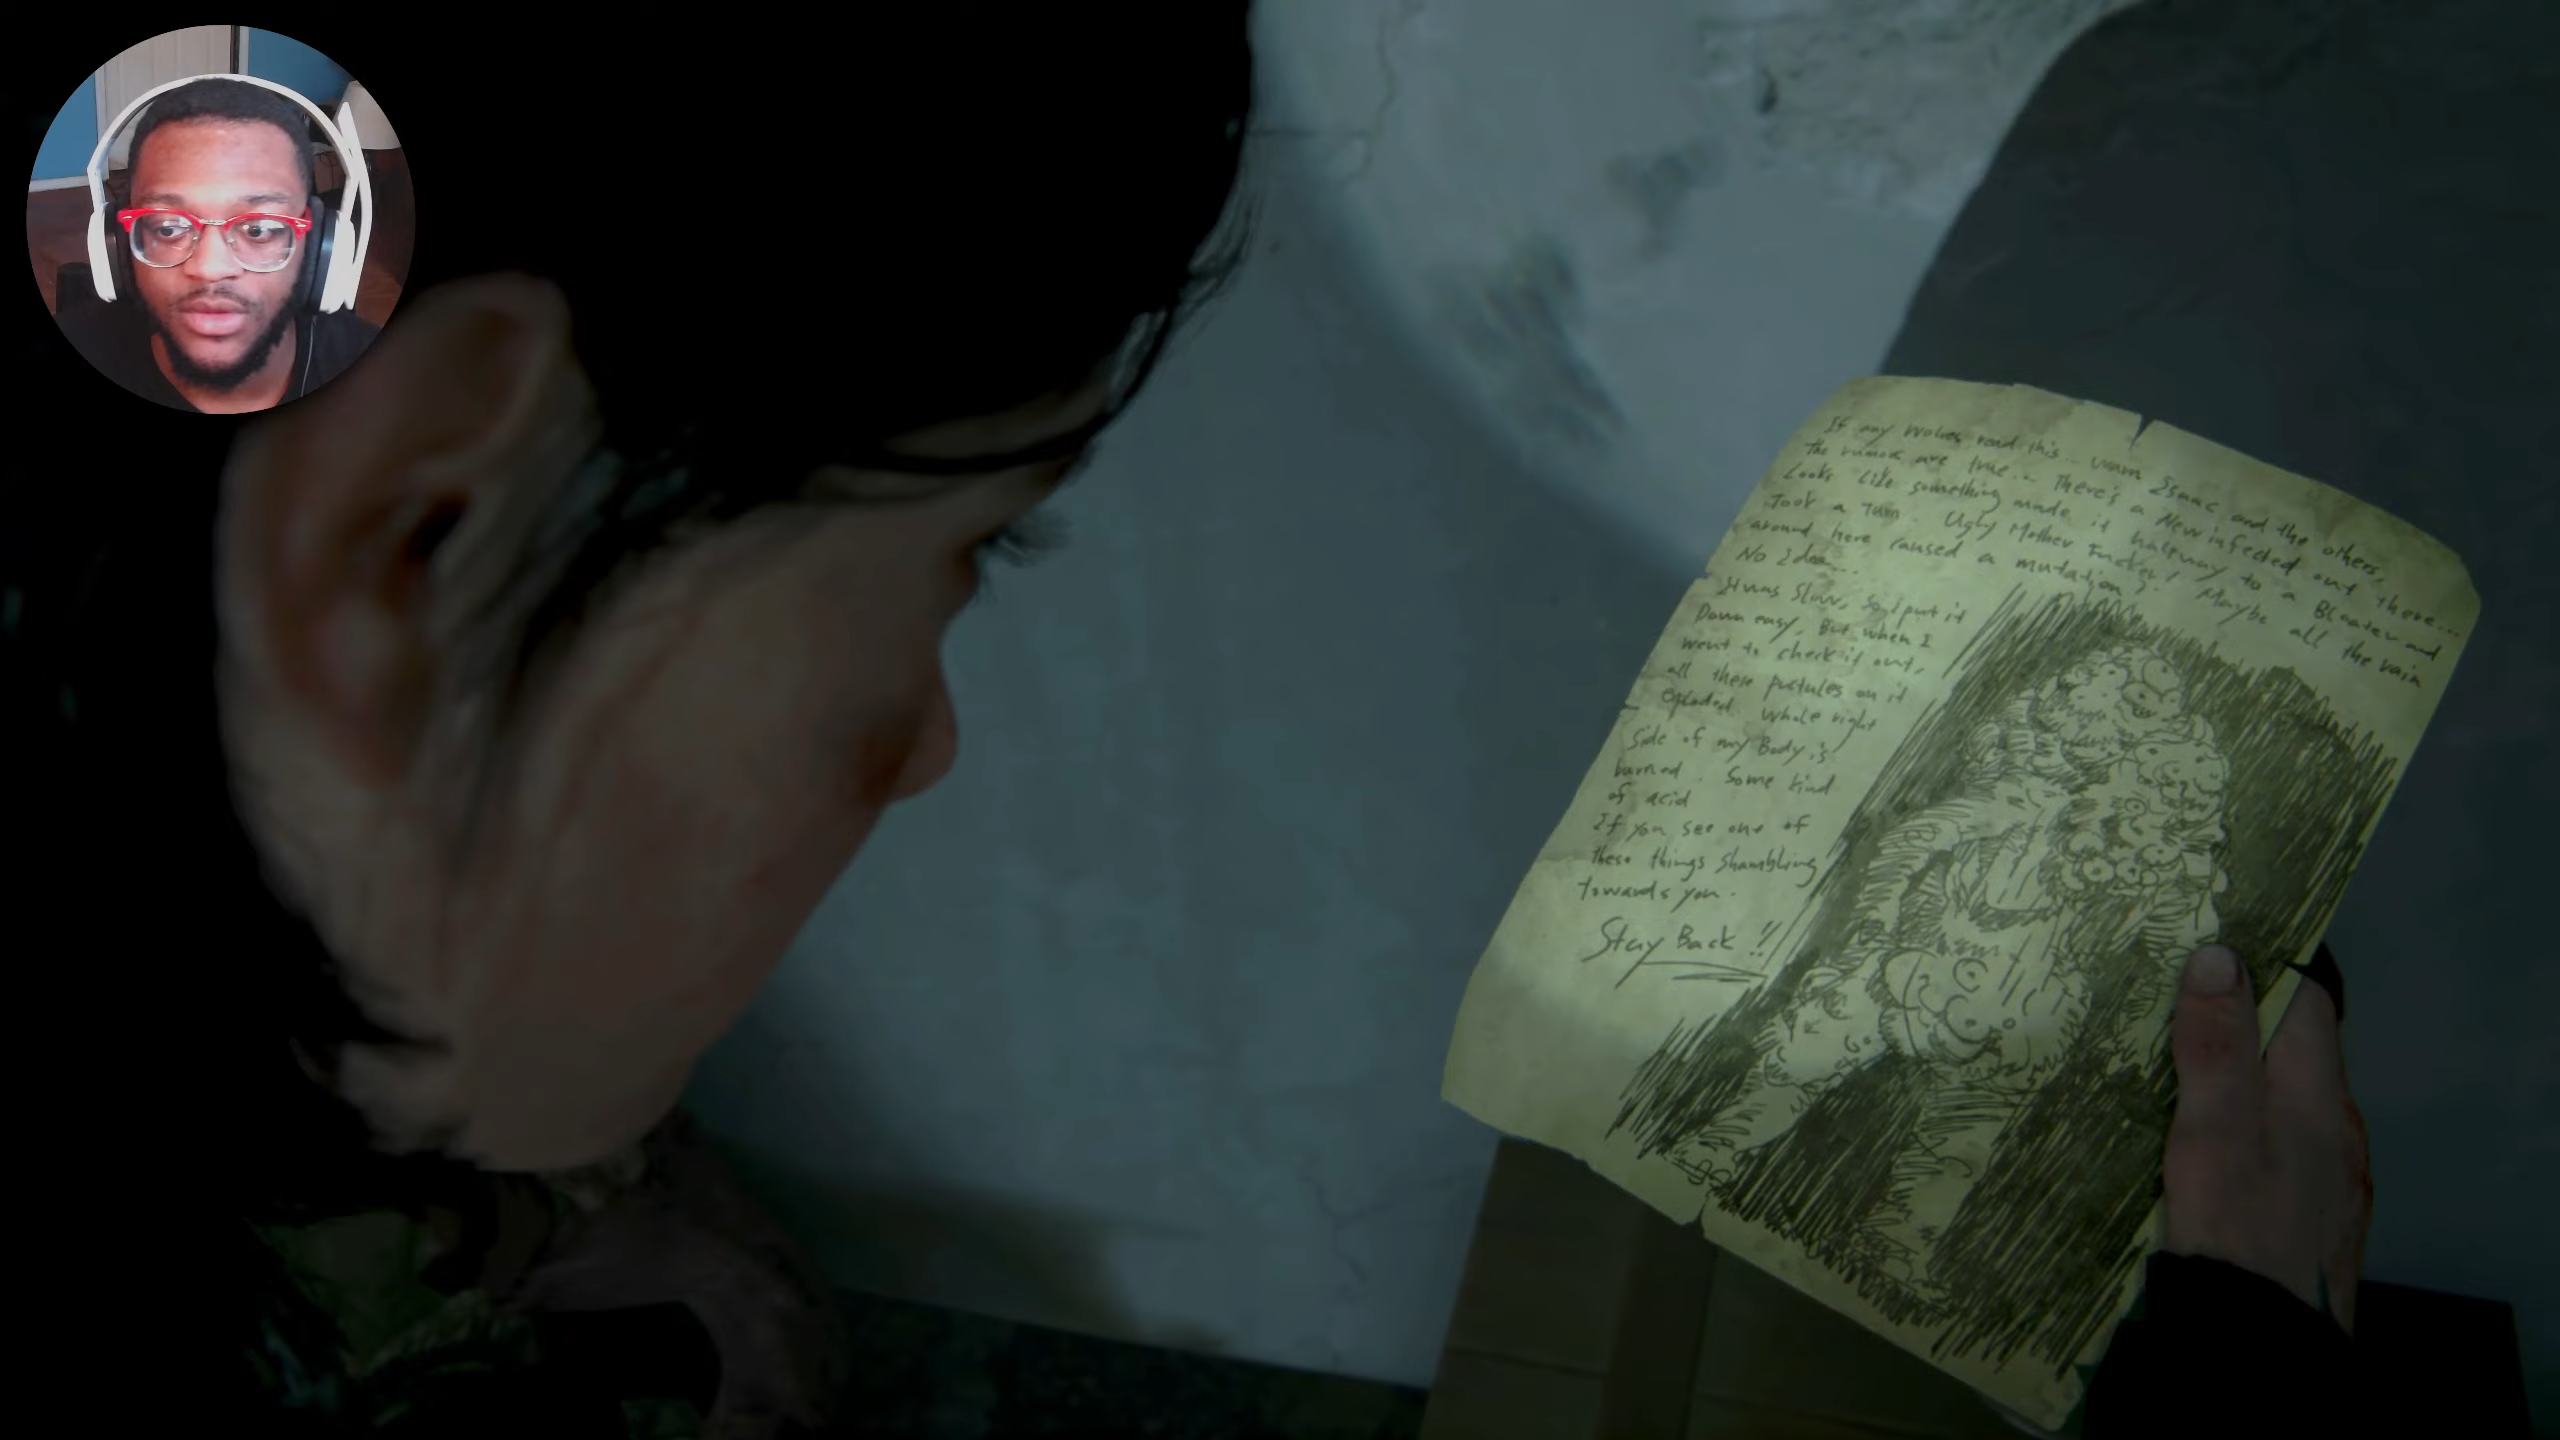 If any wolves read this... warn Isaac and the others.
The rumors are true... There's a New infected out there...
Looks like something made it halfway to a Bloater and
Took a turn. Ugly Mother Fucker! Maybe all the rain
around here caused a mutation?
No Idea...
It was Slow, So I put it
Down easy, But when I
went to check it out,
all these pustules on it
exploded whole right
Side of my Body is
burned. Some kind
of acid
If you see one of
these things shambling
towards you.
Stay Back!!